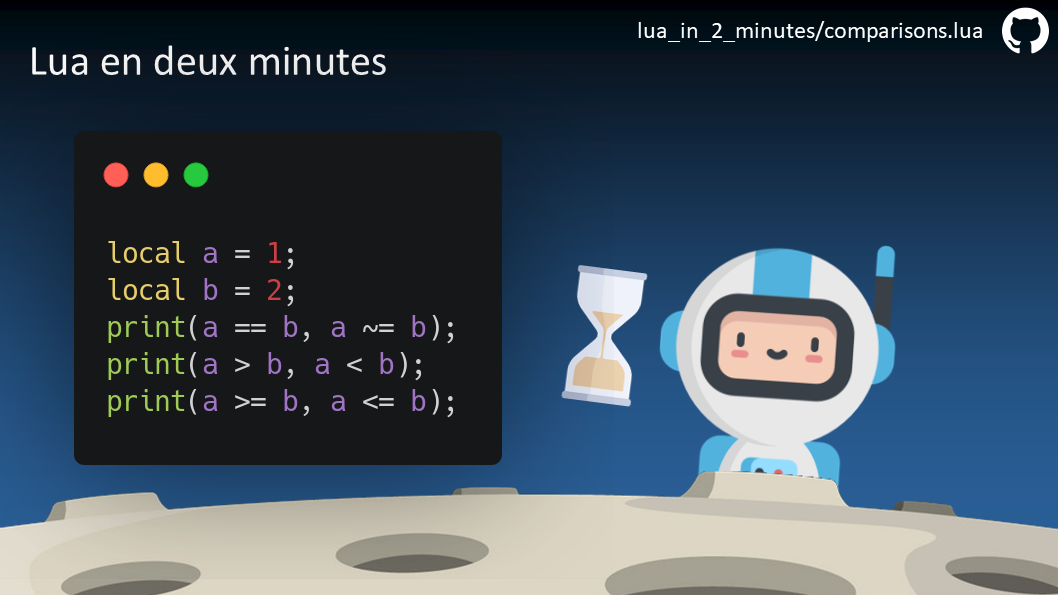 lua_in_2_minutes/comparisons.lua
Lua en deux minutes
local a = 1;
local b = 2;
print(a == b, a ~= b);
print(a > b, a < b);
print(a >= b, a <= b);